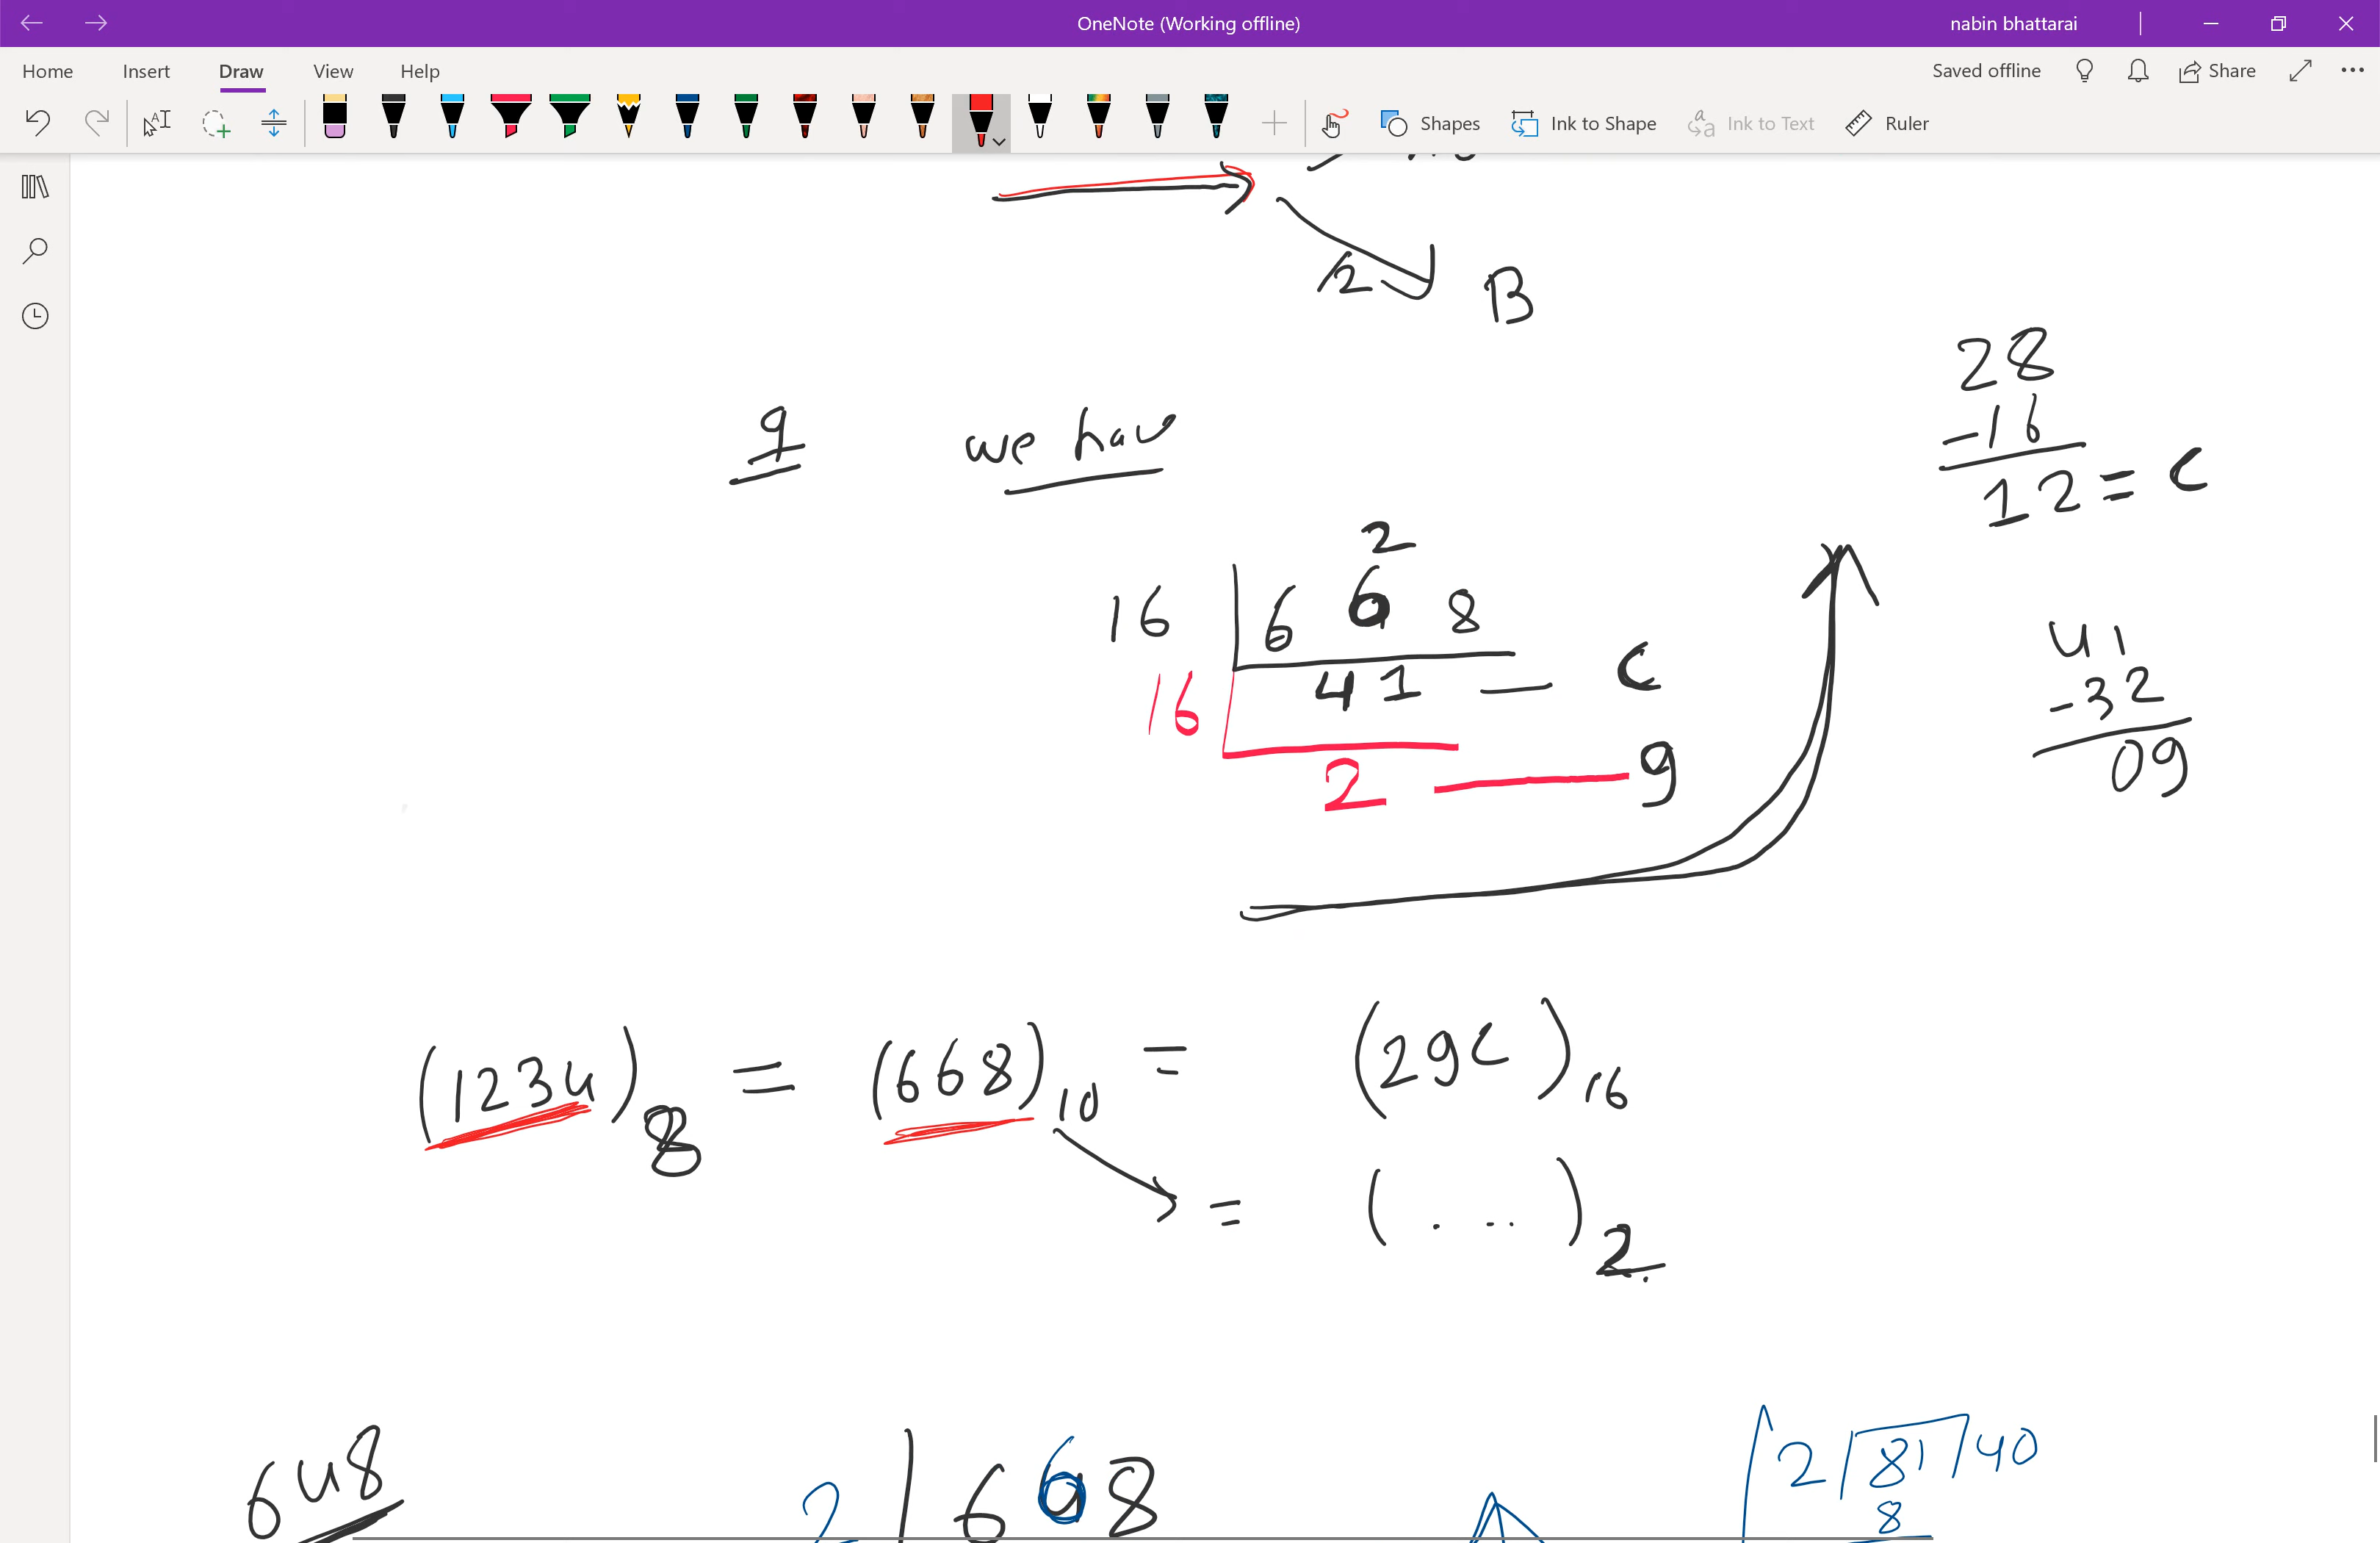 OneNote (Working offline)
nabin bhattarai
Home Insert Draw View Help
Saved offline
Share
Shapes
Ink to Shape
Ink to Text
Ruler
12 B
28
-16
12 = C
9 we hav
2
16 6 6 8
16 41 — C
2 — 9
41
-32
09
(1234)8 = (668)10 = (29C)16
= (. ..)2.
648
2 668
2 81 40
8